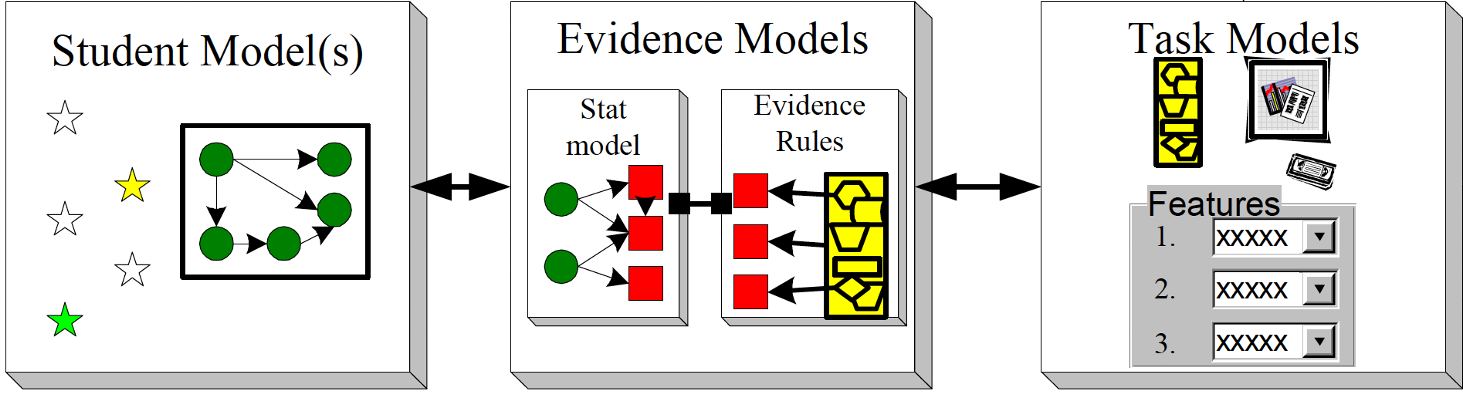 Student Model(s)
Evidence Models
Stat
model
Evidence
Rules
Task Models
Features
1. xxxxx
2. xxxxx
3. xxxxx